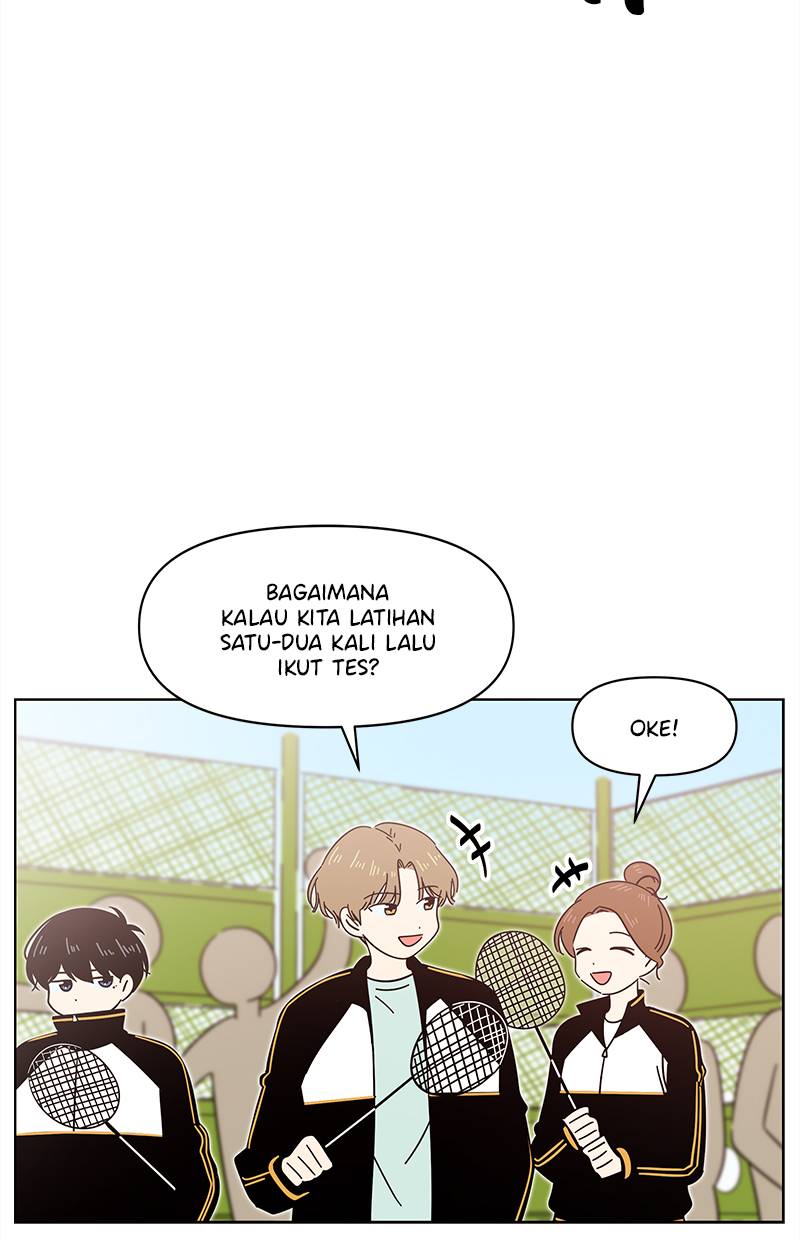 BAGAIMANA
KALAU KITA LATIHAN
SATU-DUA KALI LALU
IKUT TES?
OKE!